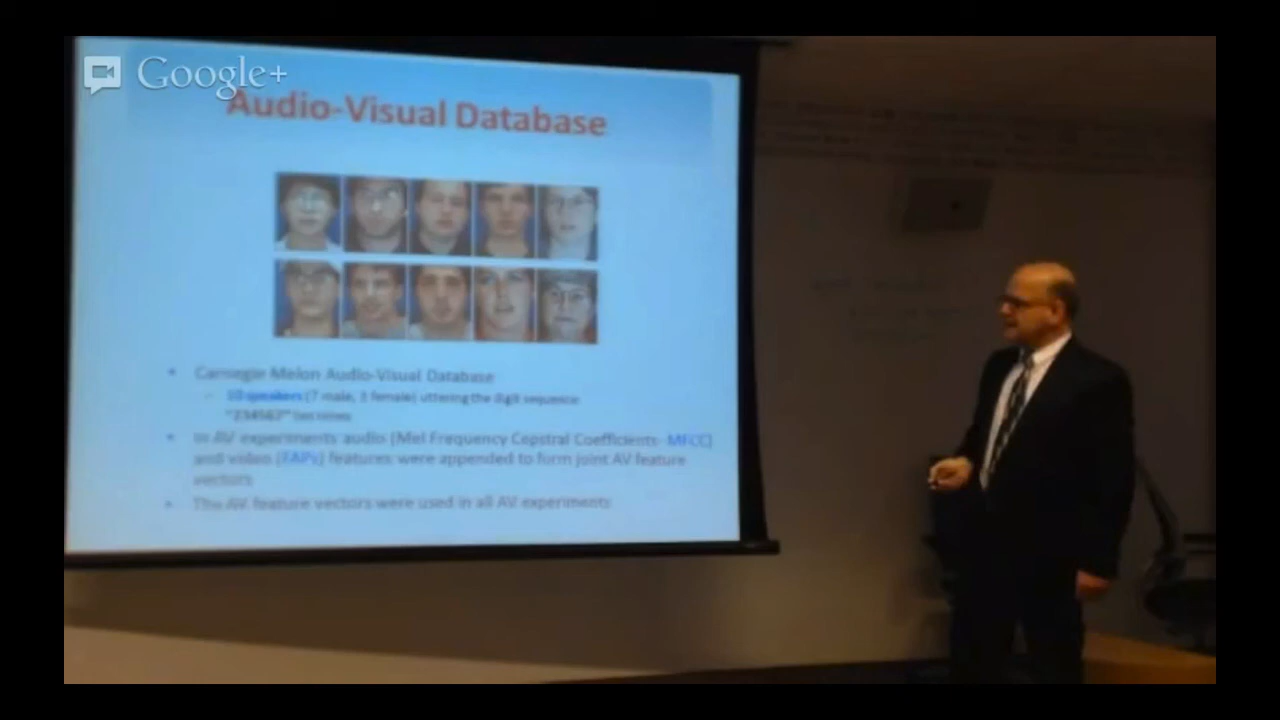 Google+
Audio-Visual Database
• Carnegie Melon Audio-Visual Database
- 10 speakers (7 male, 3 female) uttering the digit sequence
"234567" ten times
• In AV experiments audio (Mel Frequency Cepstral Coefficients- MFCC)
and video (FAPs) features were appended to form joint AV feature
vectors
• The AV feature vectors were used in all AV experiments